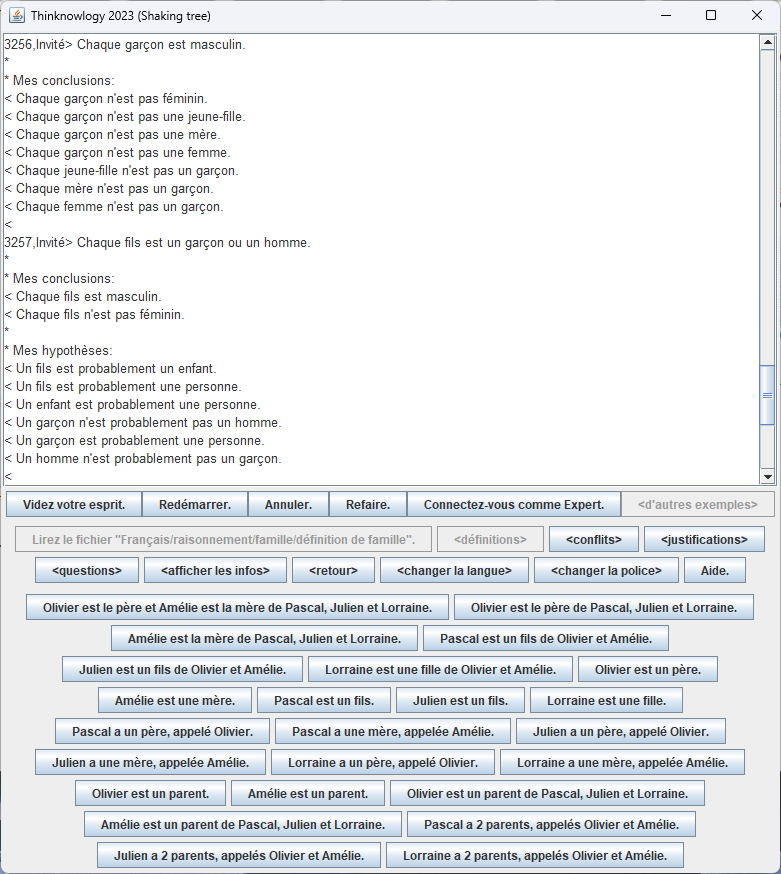 Thinknowlogy 2023 (Shaking tree)
3256,Invité> Chaque garçon est masculin.
*
* Mes conclusions:
< Chaque garçon n'est pas féminin.
< Chaque garçon n'est pas une jeune-fille.
< Chaque garçon n'est pas une mère.
< Chaque garçon n'est pas une femme.
< Chaque jeune-fille n'est pas un garçon.
< Chaque mère n'est pas un garçon.
< Chaque femme n'est pas un garçon.
<
3257,Invité> Chaque fils est un garçon ou un homme.
*
* Mes conclusions:
< Chaque fils est masculin.
< Chaque fils n'est pas féminin.
*
* Mes hypothèses:
< Un fils est probablement un enfant.
< Un fils est probablement une personne.
< Un enfant est probablement une personne.
< Un garçon n'est probablement pas un homme.
< Un garçon est probablement une personne.
< Un homme n'est probablement pas un garçon.
<
Videz votre esprit. Redémarrer. Annuler. Refaire. Connectez-vous comme Expert. <d'autres exemples>
Lirez le fichier "Français/raisonnement/famille/définition de famille". <définitions> <conflits> <justifications>
<questions> <afficher les infos> <retour> <changer la langue> <changer la police> Aide.
Olivier est le père et Amélie est la mère de Pascal, Julien et Lorraine. Olivier est le père de Pascal, Julien et Lorraine.
Amélie est la mère de Pascal, Julien et Lorraine. Pascal est un fils de Olivier et Amélie.
Julien est un fils de Olivier et Amélie. Lorraine est une fille de Olivier et Amélie. Olivier est un père.
Amélie est une mère. Pascal est un fils. Julien est un fils. Lorraine est une fille.
Pascal a un père, appelé Olivier. Pascal a une mère, appelée Amélie. Julien a un père, appelé Olivier.
Julien a une mère, appelée Amélie. Lorraine a un père, appelé Olivier. Lorraine a une mère, appelée Amélie.
Olivier est un parent. Amélie est un parent. Olivier est un parent de Pascal, Julien et Lorraine.
Amélie est un parent de Pascal, Julien et Lorraine. Pascal a 2 parents, appelés Olivier et Amélie.
Julien a 2 parents, appelés Olivier et Amélie. Lorraine a 2 parents, appelés Olivier et Amélie.